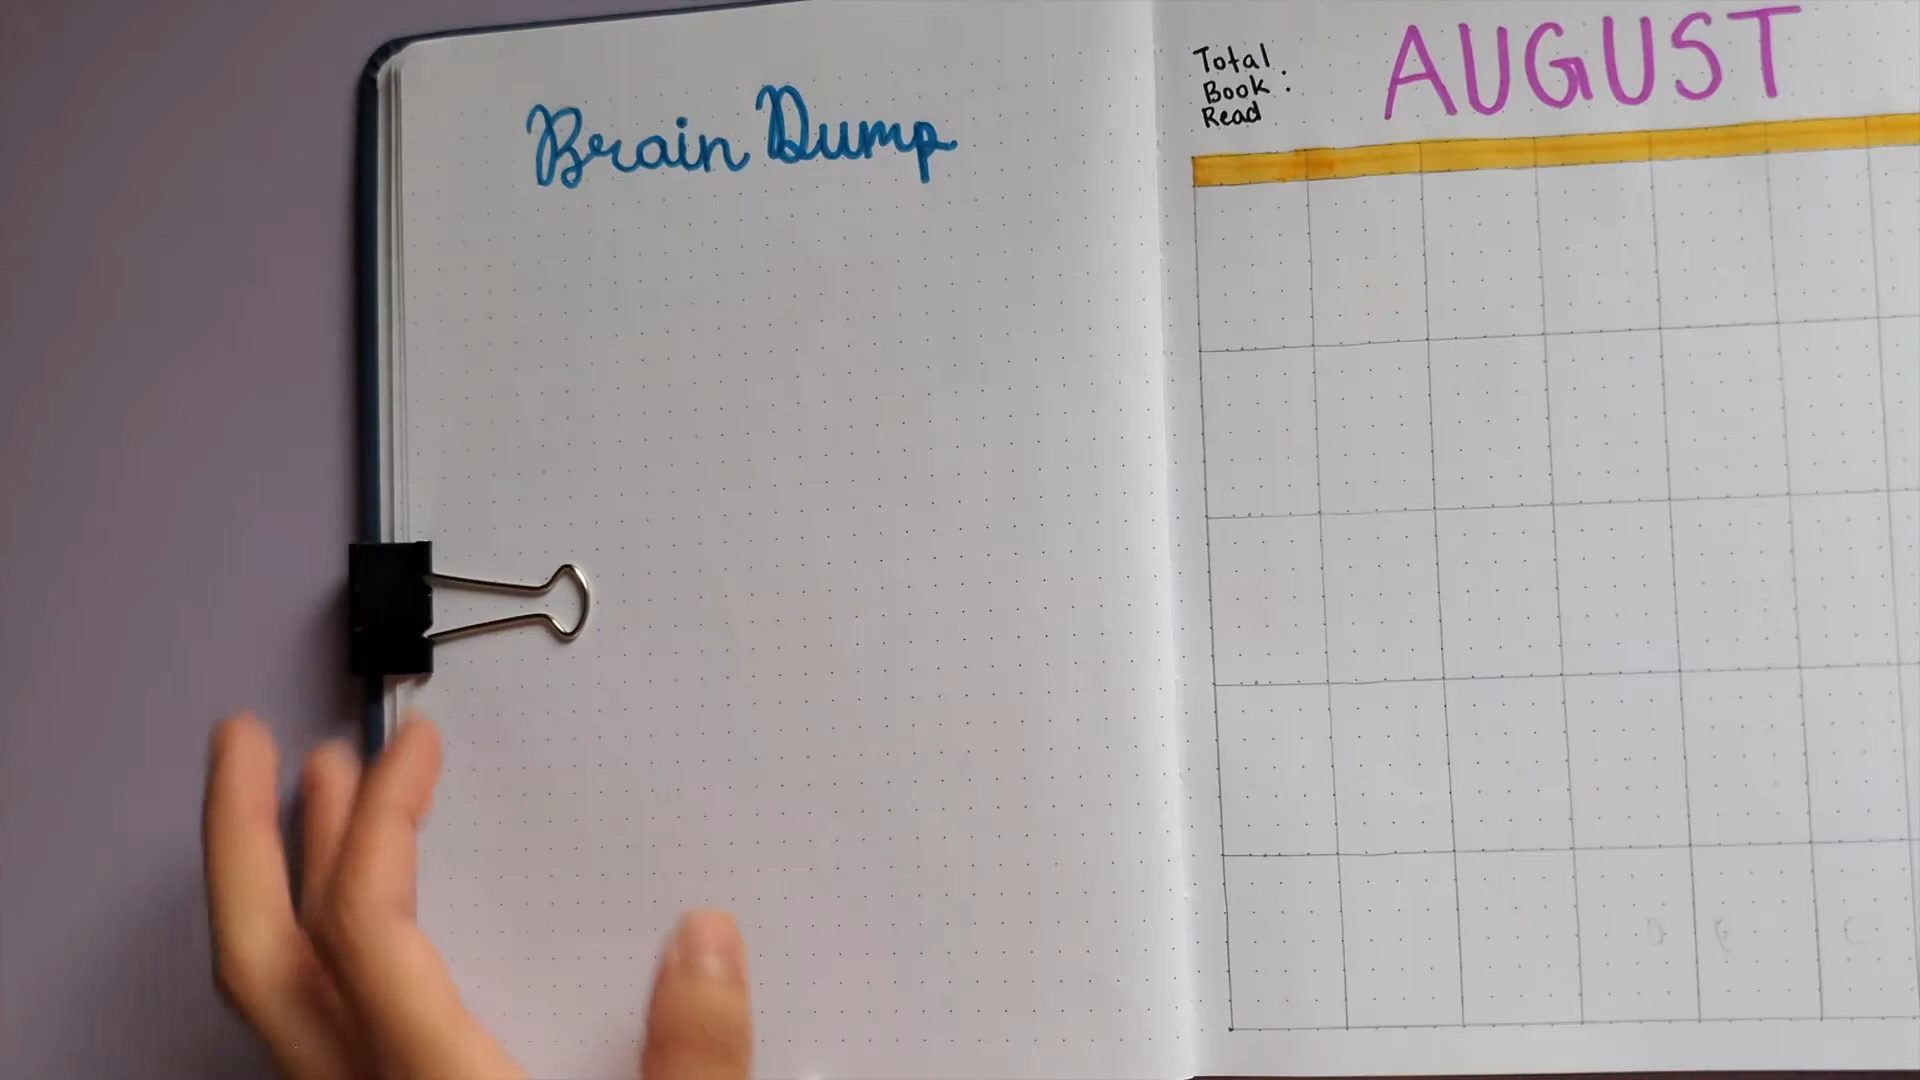 Brain Dump
AUGUST
Total
Book :
Read